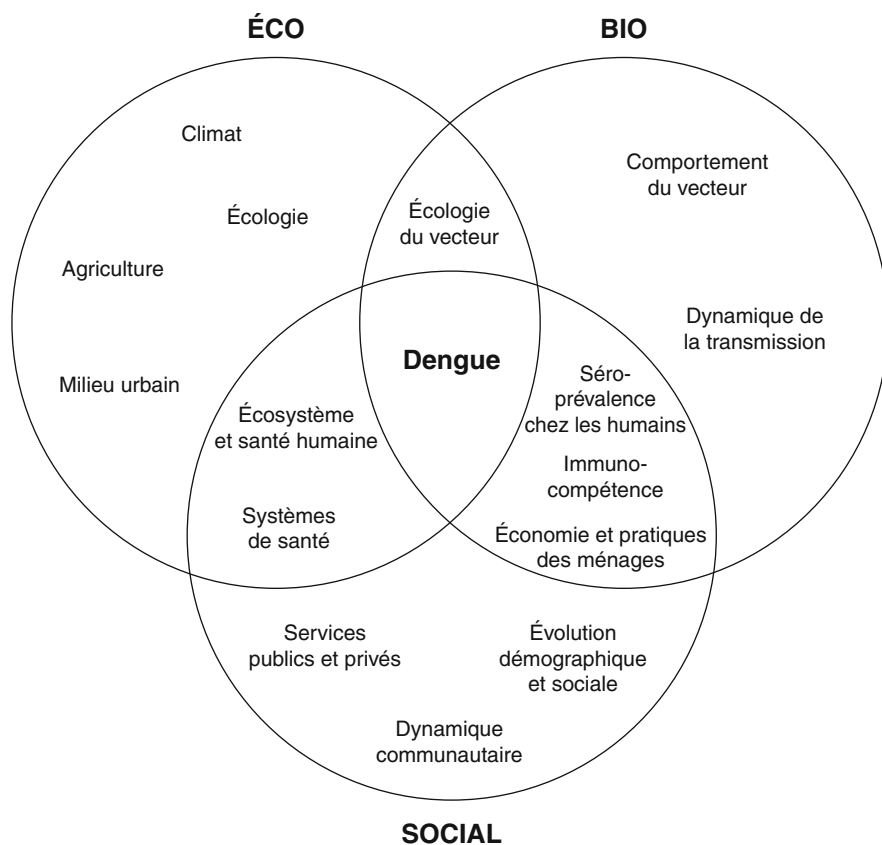 ÉCO
BIO
Climat
Écologie
Agriculture
Milieu urbain
Écologie
du vecteur
Comportement
du vecteur
Dynamique de
la transmission
Dengue
Écosystème
et santé humaine
Systèmes
de santé
Séro-
prévalence
chez les humains
Immuno-
compétence
Économie et pratiques
des ménages
Services
publics et privés
Évolution
démographique
et sociale
Dynamique
communautaire
SOCIAL